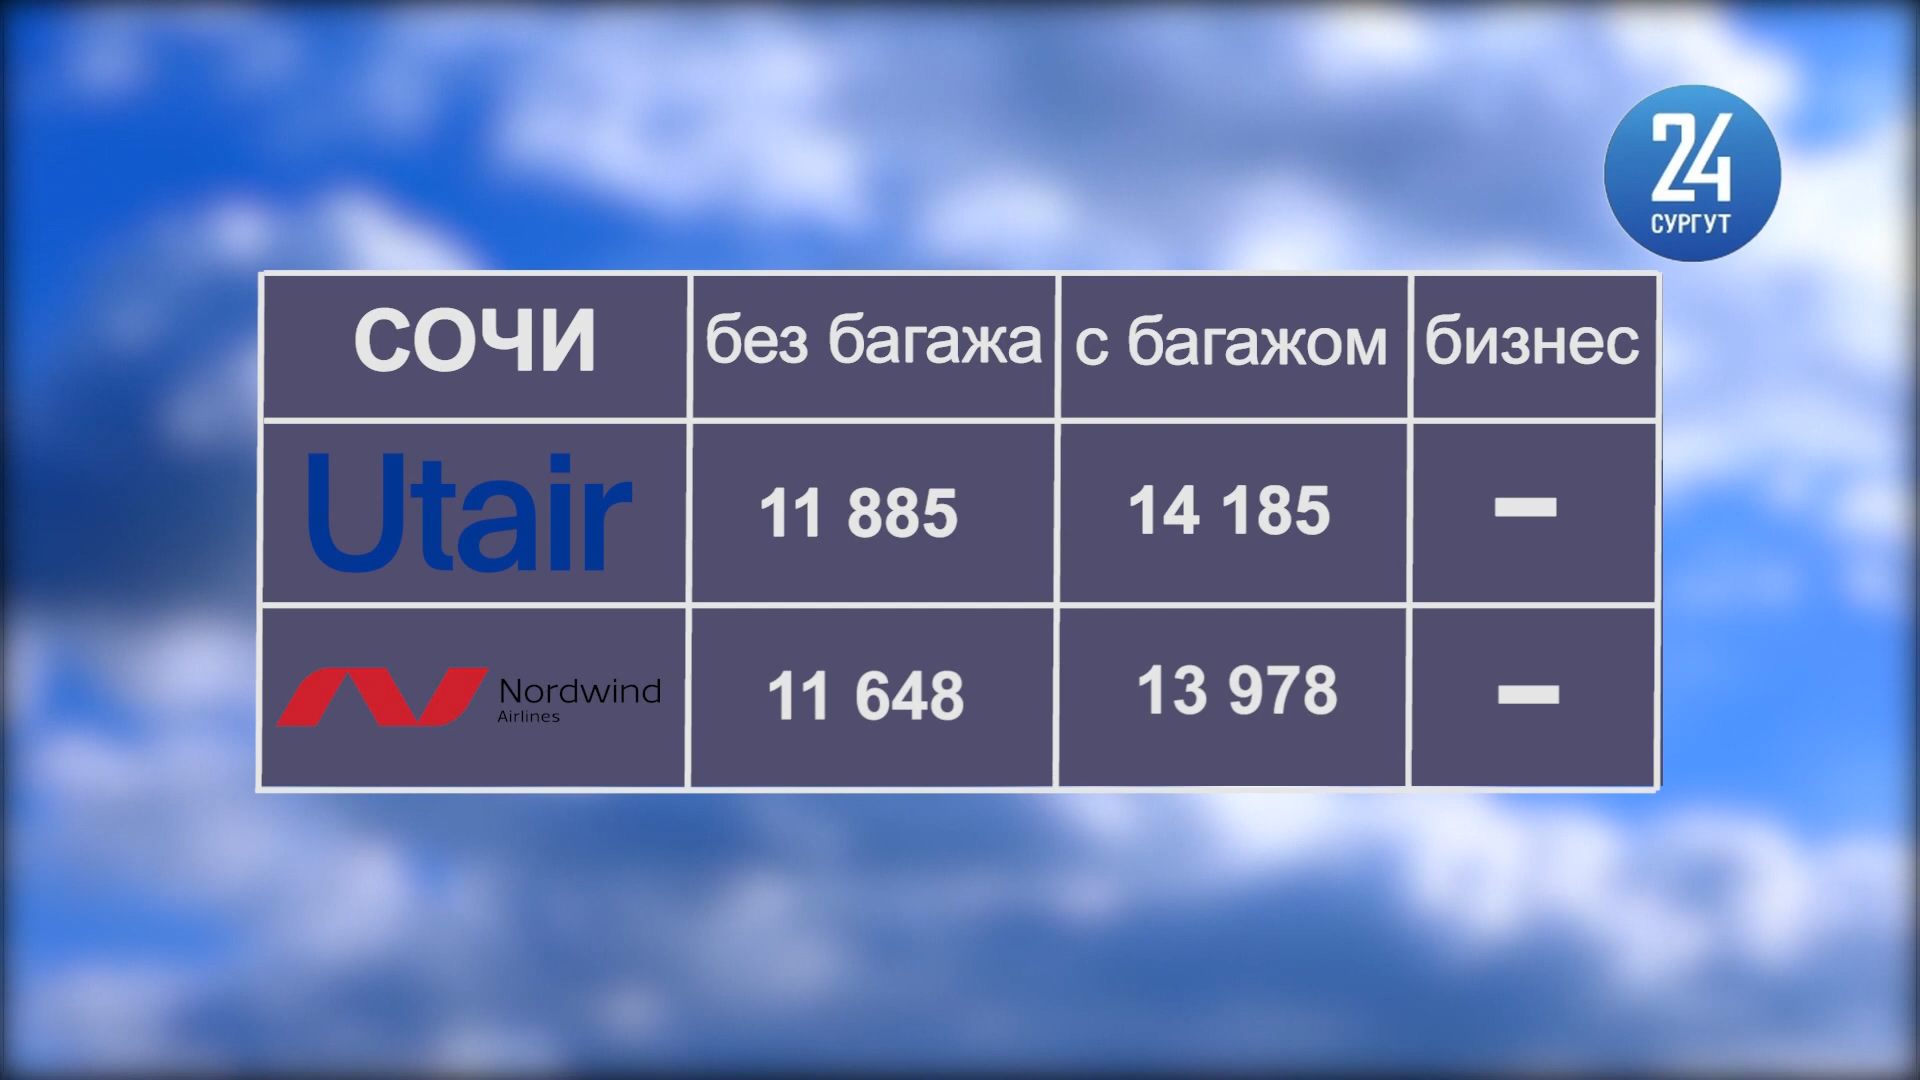 24
СУРГУТ
СОЧИ без багажа с багажом бизнес
Utair 11 885 14 185 –
Nordwind Airlines 11 648 13 978 –